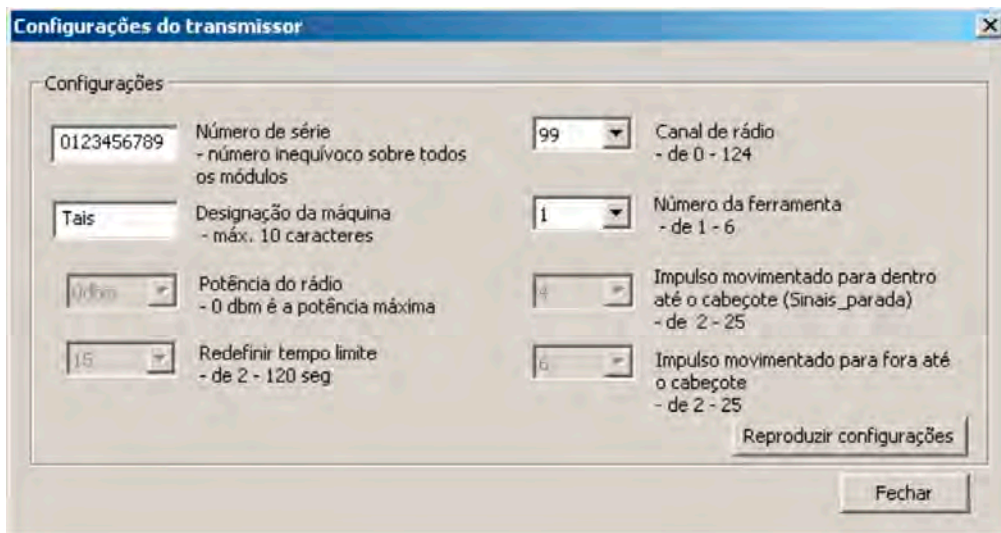 Configurações do transmissor
Configurações
0123456789
Número de série
- número inequívoco sobre todos
os módulos
99
Canal de rádio
- de 0 - 124
Tais
Designação da máquina
- máx. 10 caracteres
1
Número da ferramenta
- de 1 - 6
0dbm
Potência do rádio
- 0 dbm é a potência máxima
4
Impulso movimentado para dentro
até o cabeçote (Sinais_parada)
- de 2 - 25
15
Redefinir tempo limite
- de 2 - 120 seg
6
Impulso movimentado para fora até
o cabeçote
- de 2 - 25
Reproduzir configurações
Fechar